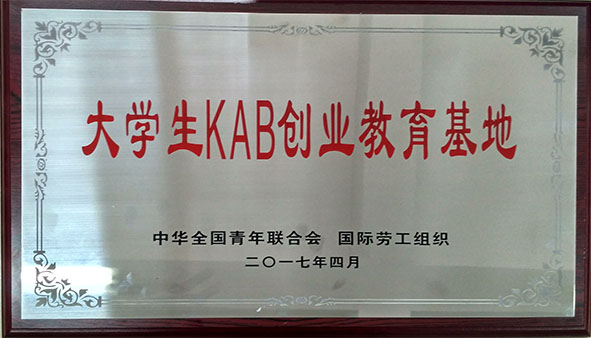 大学生KAB创业教育基地
中华全国青年联合会 国际劳工组织
二〇一七年四月